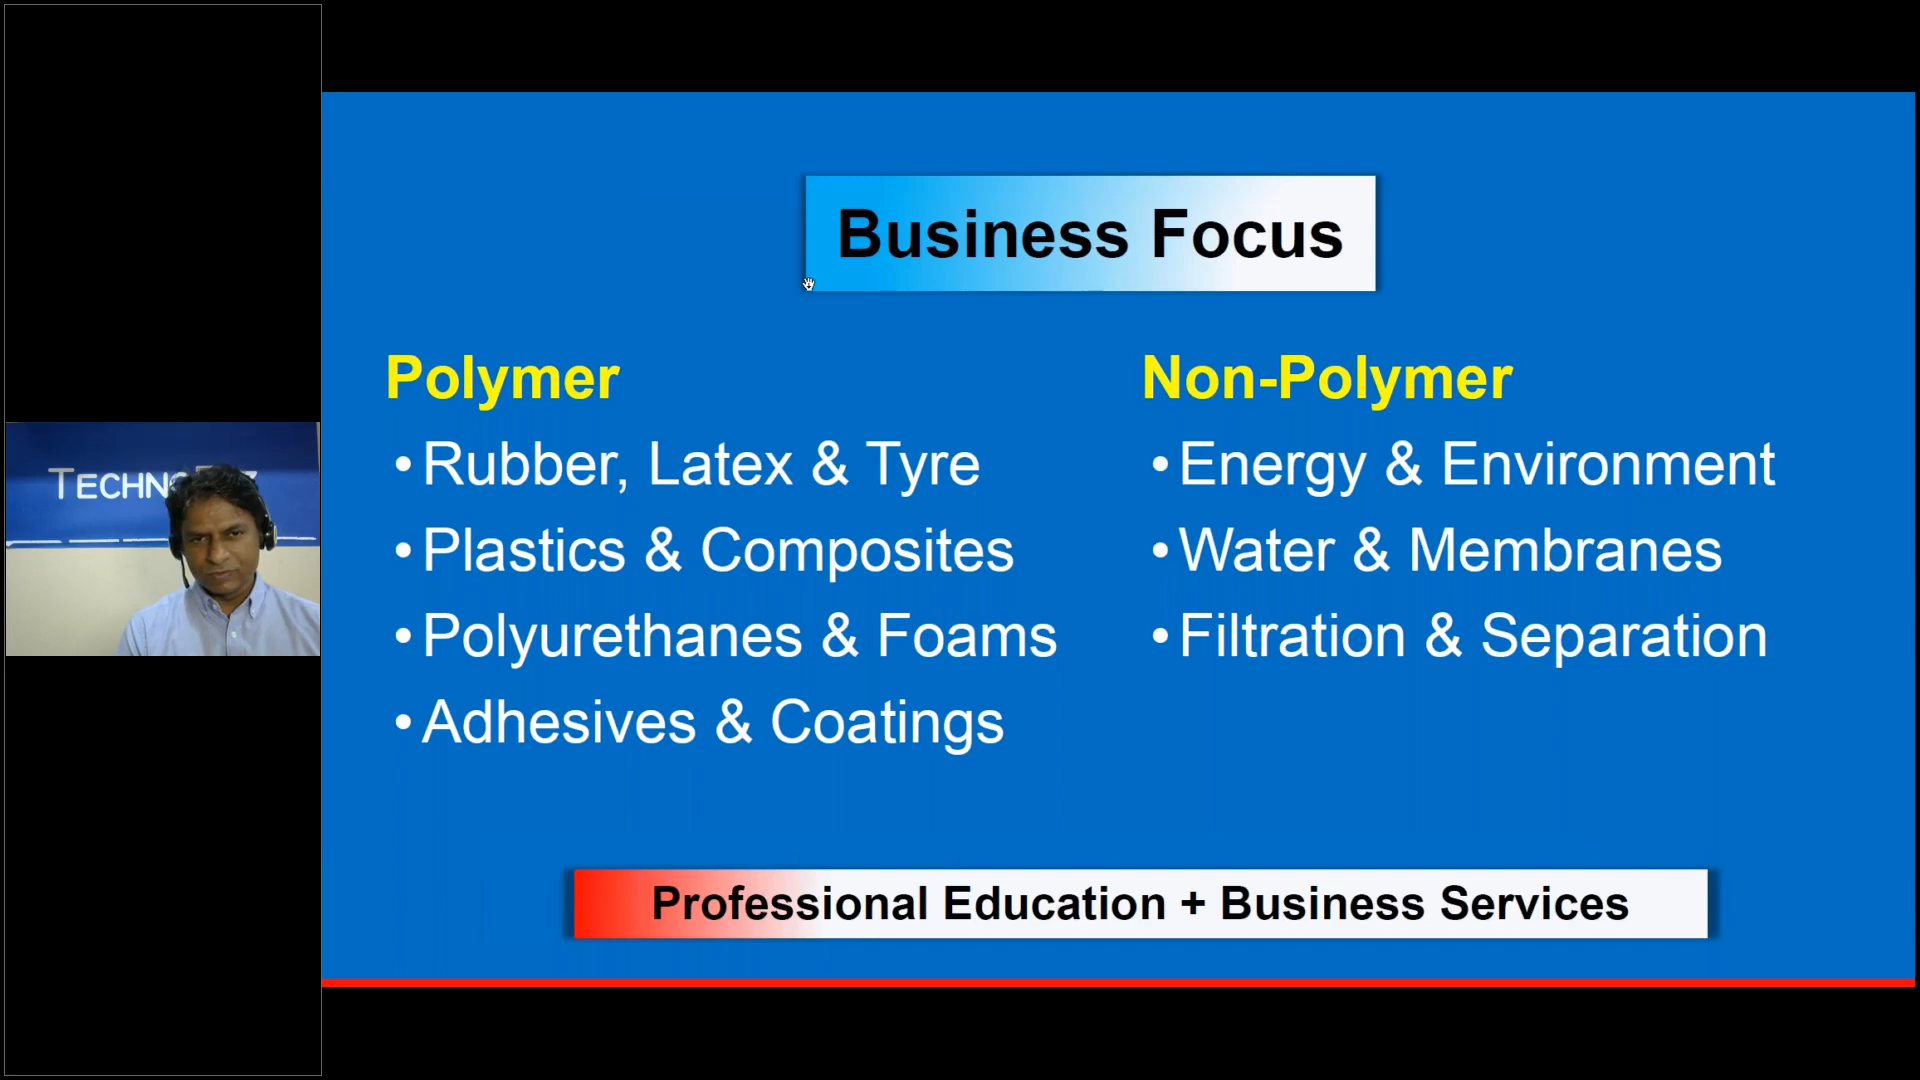 Business Focus
Polymer
• Rubber, Latex & Tyre
• Plastics & Composites
• Polyurethanes & Foams
• Adhesives & Coatings
Non-Polymer
• Energy & Environment
• Water & Membranes
• Filtration & Separation
Professional Education + Business Services